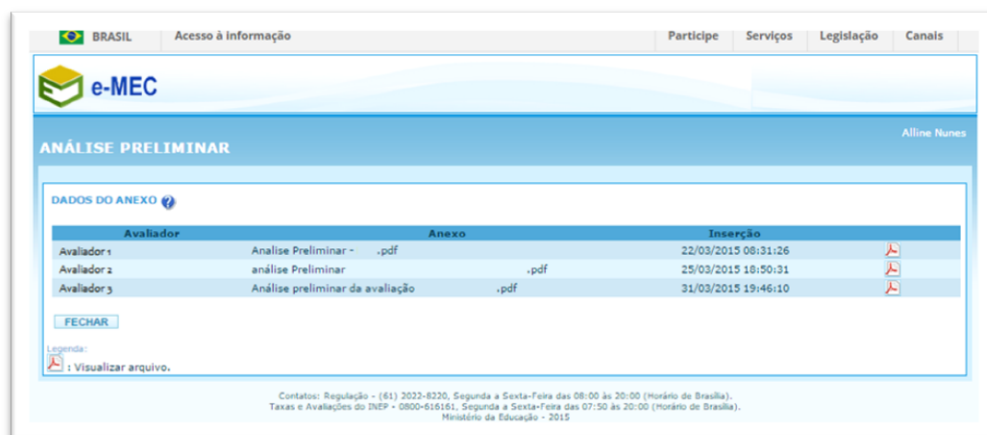 BRASIL Acesso à informação Participe Serviços Legislação Canais
e-MEC
Alline Nunes
ANÁLISE PRELIMINAR
DADOS DO ANEXO ?
Avaliador Anexo Inserção
Avaliador 1 Analise Preliminar - .pdf 22/03/2015 08:31:26
Avaliador 2 análise Preliminar .pdf 25/03/2015 18:50:31
Avaliador 3 Análise preliminar da avaliação .pdf 31/03/2015 19:46:10
FECHAR
Legenda:
: Visualizar arquivo.
Contatos: Regulação - (61) 2022-8220, Segunda a Sexta-Feira das 08:00 às 20:00 (Horário de Brasília).
Taxas e Avaliações do INEP - 0800-616161, Segunda a Sexta-Feira das 07:50 às 20:00 (Horário de Brasília).
Ministério da Educação - 2015